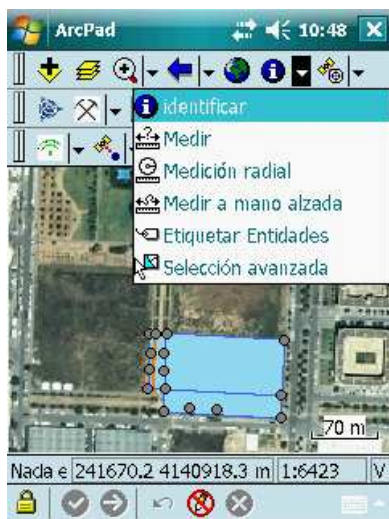 ArcPad 10:48
identificar
Medir
Medición radial
Medir a mano alzada
Etiquetar Entidades
Selección avanzada
70 m
Nada e 241670.2 4140918.3 m 1:6423 V